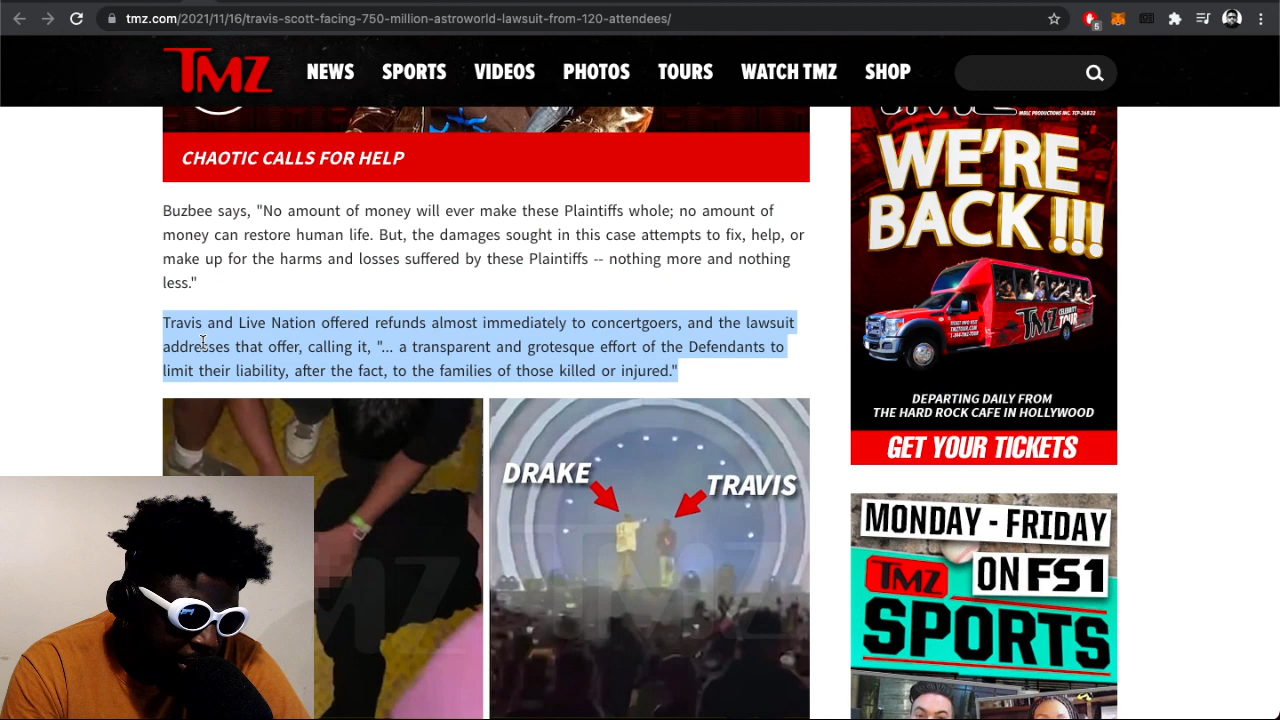 tmz.com/2021/11/16/travis-scott-facing-750-million-astroworld-lawsuit-from-120-attendees/
5
TMZ
NEWS
SPORTS
VIDEOS
PHOTOS
TOURS
WATCH TMZ
SHOP
CHAOTIC CALLS FOR HELP
Buzbee says, "No amount of money will ever make these Plaintiffs whole; no amount of
money can restore human life. But, the damages sought in this case attempts to fix, help, or
make up for the harms and losses suffered by these Plaintiffs -- nothing more and nothing
less."
Travis and Live Nation offered refunds almost immediately to concertgoers, and the lawsuit
addresses that offer, calling it, "... a transparent and grotesque effort of the Defendants to
limit their liability, after the fact, to the families of those killed or injured."
DRAKE
TRAVIS
TMZ
WE'RE
BACK!!!
TMZ CELEBRITY
TOUR
DEPARTING DAILY FROM
THE HARD ROCK CAFE IN HOLLYWOOD
GET YOUR TICKETS
MONDAY - FRIDAY
TMZ ON FS1
SPORTS